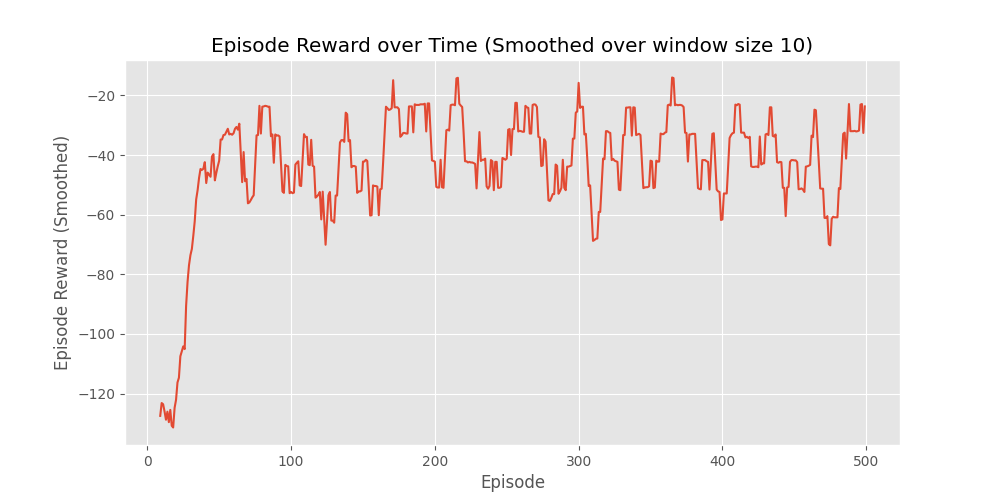 Episode Reward over Time (Smoothed over window size 10)
Episode Reward (Smoothed)
−20
−40
−60
−80
−100
−120
0 100 200 300 400 500
Episode